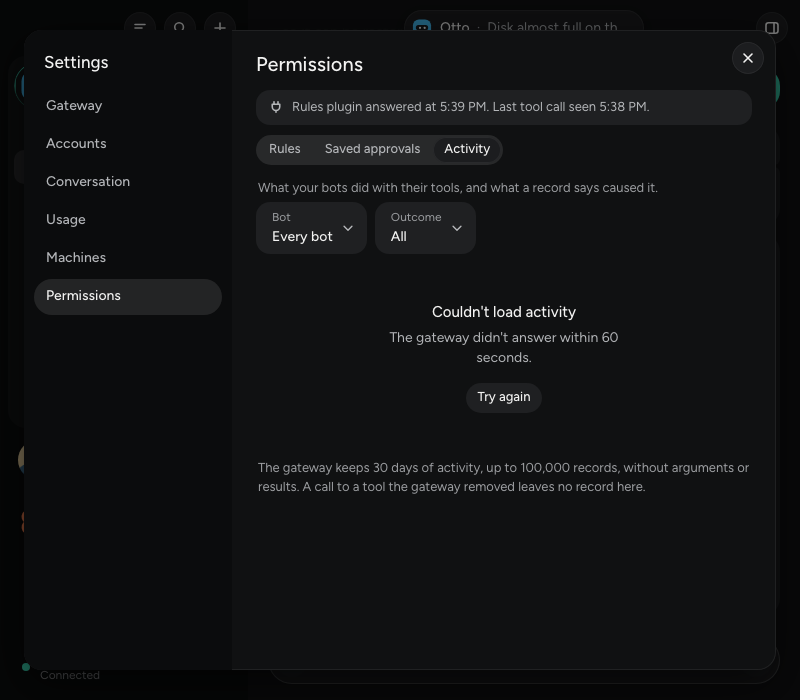 Otto · Disk almost full on th
Settings
Gateway
Accounts
Conversation
Usage
Machines
Permissions
Connected
Permissions
Rules plugin answered at 5:39 PM. Last tool call seen 5:38 PM.
Rules
Saved approvals
Activity
What your bots did with their tools, and what a record says caused it.
Bot
Every bot
Outcome
All
Couldn't load activity
The gateway didn't answer within 60
seconds.
Try again
The gateway keeps 30 days of activity, up to 100,000 records, without arguments or
results. A call to a tool the gateway removed leaves no record here.